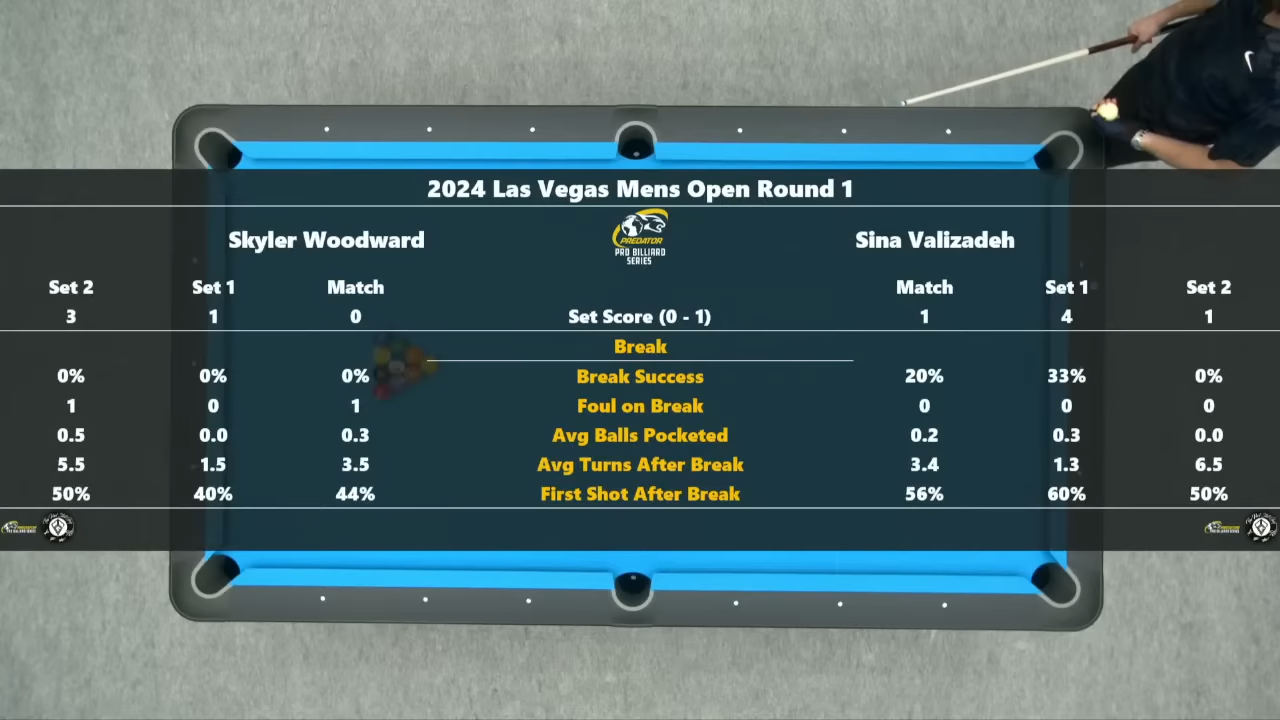 2024 Las Vegas Mens Open Round 1
Skyler Woodward
PREDATOR
PRO BILLIARD
SERIES
Sina Valizadeh
Set 2 Set 1 Match Match Set 1 Set 2
3 1 0 Set Score (0 - 1) 1 4 1
Break
0% 0% 0% Break Success 20% 33% 0%
1 0 1 Foul on Break 0 0 0
0.5 0.0 0.3 Avg Balls Pocketed 0.2 0.3 0.0
5.5 1.5 3.5 Avg Turns After Break 3.4 1.3 6.5
50% 40% 44% First Shot After Break 56% 60% 50%